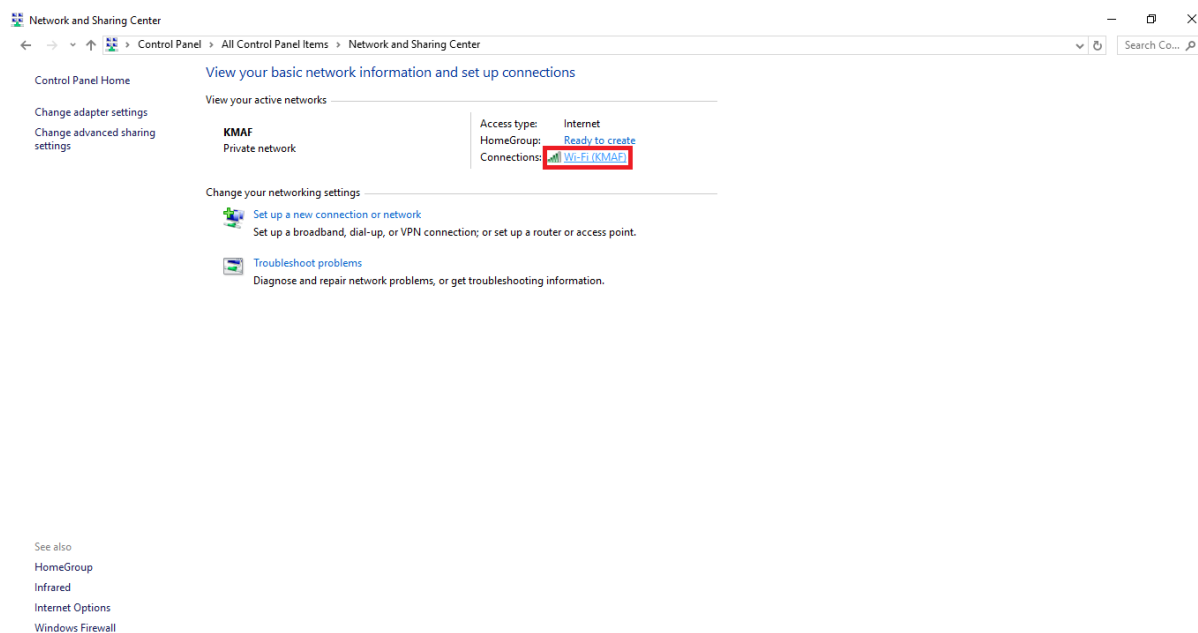 Network and Sharing Center
Control Panel > All Control Panel Items > Network and Sharing Center
Search Co...
Control Panel Home
Change adapter settings
Change advanced sharing
settings
View your basic network information and set up connections
View your active networks
KMAF
Private network
Access type: Internet
HomeGroup: Ready to create
Connections: Wi-Fi (KMAF)
Change your networking settings
Set up a new connection or network
Set up a broadband, dial-up, or VPN connection; or set up a router or access point.
Troubleshoot problems
Diagnose and repair network problems, or get troubleshooting information.
See also
HomeGroup
Infrared
Internet Options
Windows Firewall